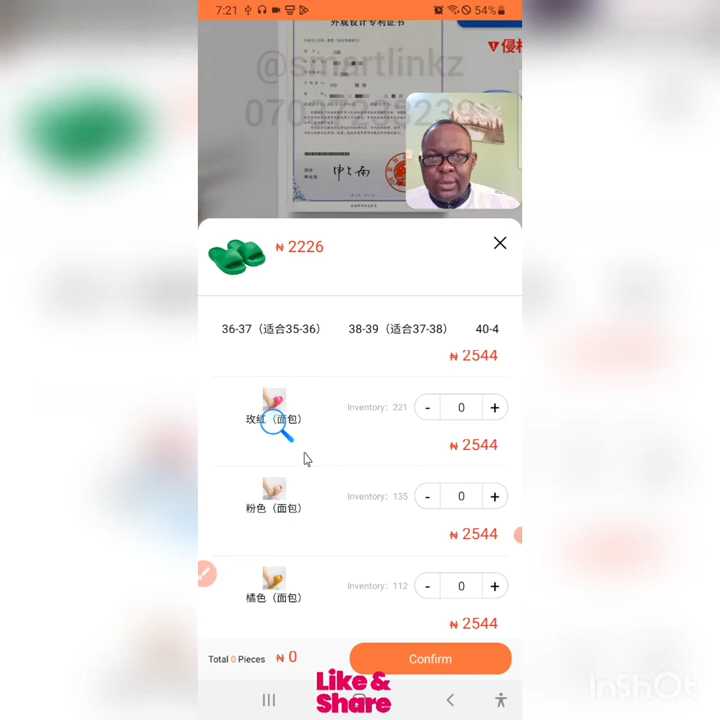 7:21
54%
外观设计专利证书
侵权
@smartlinkz
₦ 2226
36-37（适合35-36）
38-39（适合37-38）
40-4
₦ 2544
玫红（面包）
Inventory: 221
- 0 +
₦ 2544
粉色（面包）
Inventory: 135
- 0 +
₦ 2544
橘色（面包）
Inventory: 112
- 0 +
₦ 2544
Total 0 Pieces
₦ 0
Confirm
Like &
Share
InShOt